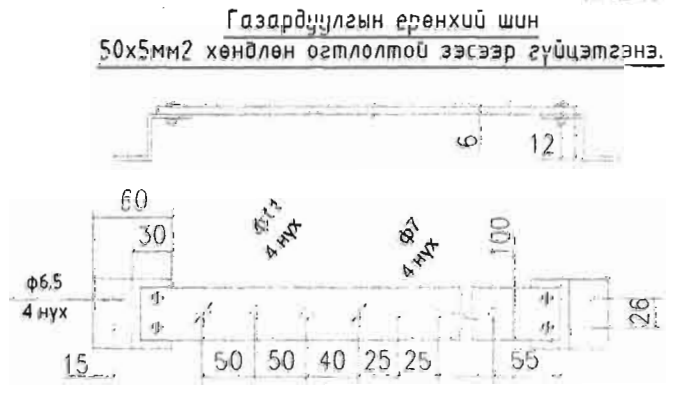 Газардуулгын ерөнхий шин
50x5мм2 хөндлөн огтлолтой зэсээр гүйцэтгэнэ.
6
12
60
30
4 нүх
ф7
4 нүх
100
ф6,5
4 нүх
26
15
50
50
40
25
25
55